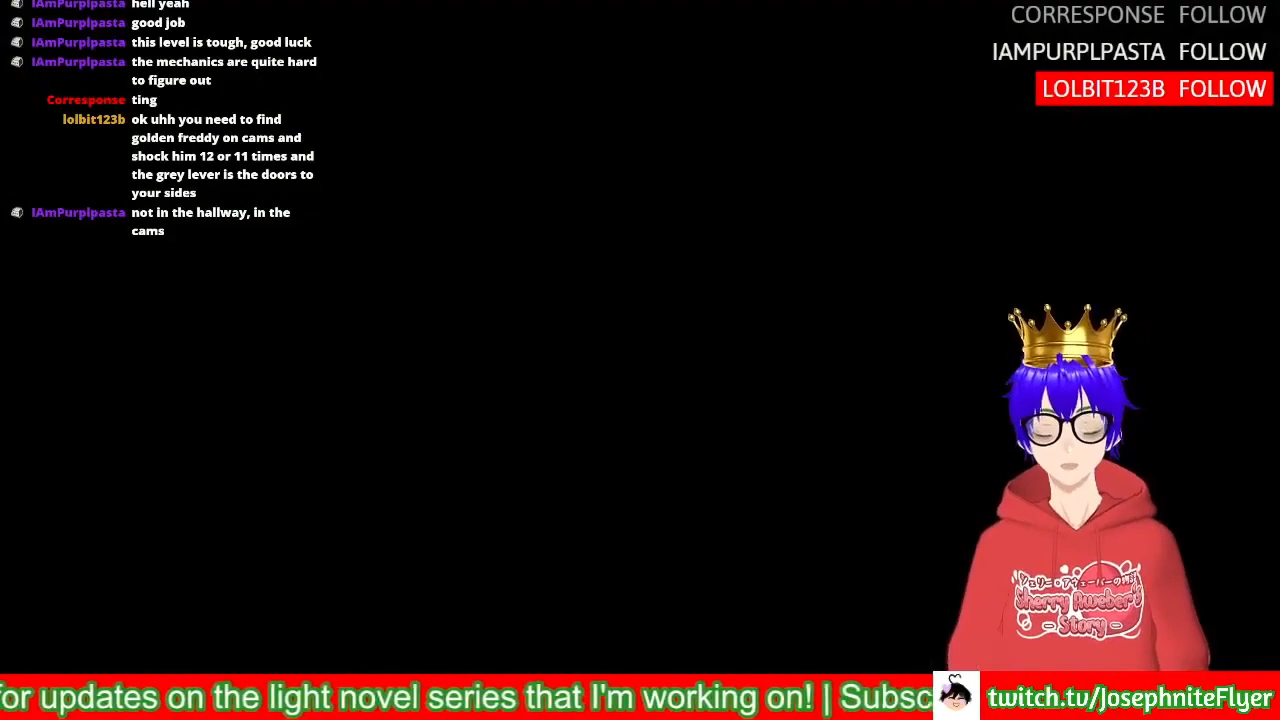 IAmPurplpasta hell yeah
IAmPurplpasta good job
IAmPurplpasta this level is tough, good luck
IAmPurplpasta the mechanics are quite hard
to figure out
Corresponse ting
lolbit123b ok uhh you need to find
golden freddy on cams and
shock him 12 or 11 times and
the grey lever is the doors to
your sides
IAmPurplpasta not in the hallway, in the
cams
CORRESPONSE FOLLOW
IAMPURPLPASTA FOLLOW
LOLBIT123B FOLLOW
Sherry Aweber's
Story
for updates on the light novel series that I'm working on! | Subsc
twitch.tv/JosephniteFlyer